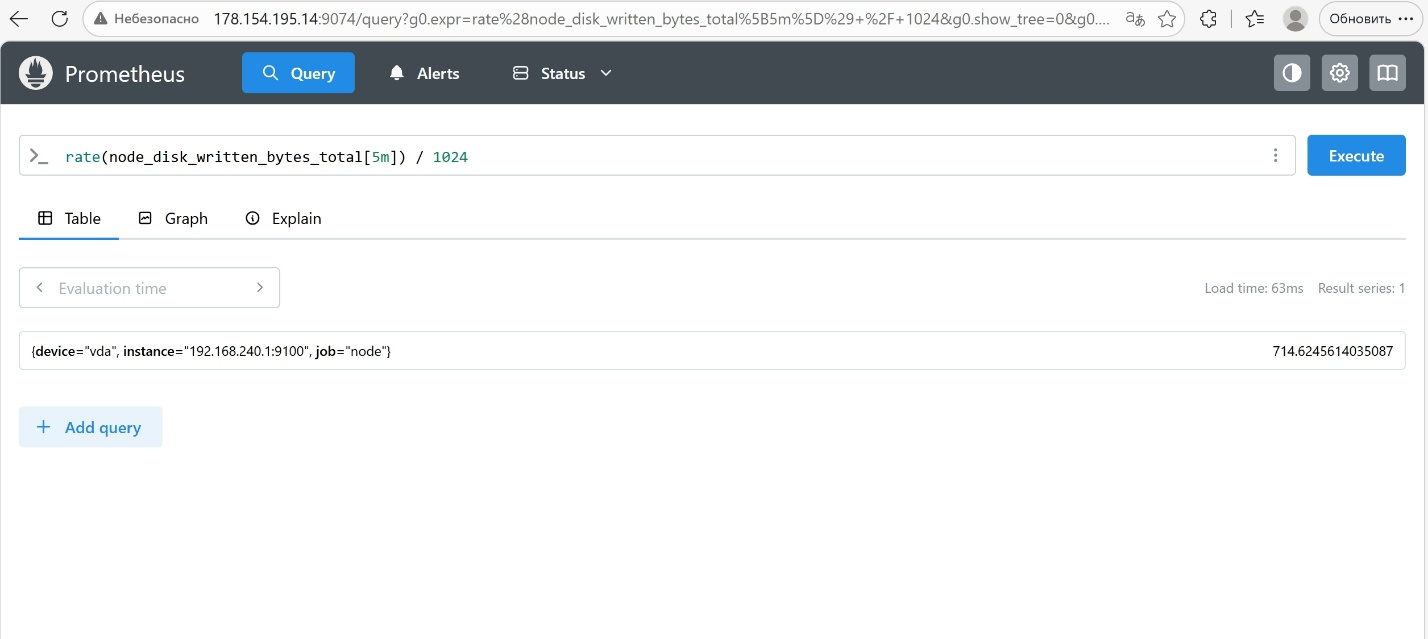 Небезопасно 178.154.195.14:9074/query?g0.expr=rate%28node_disk_written_bytes_total%5B5m%5D%29+%2F+1024&g0.show_tree=0&g0.... Обновить
Prometheus Query Alerts Status
rate(node_disk_written_bytes_total[5m]) / 1024 Execute
Table Graph Explain
Evaluation time Load time: 63ms Result series: 1
{device="vda", instance="192.168.240.1:9100", job="node"} 714.6245614035087
Add query